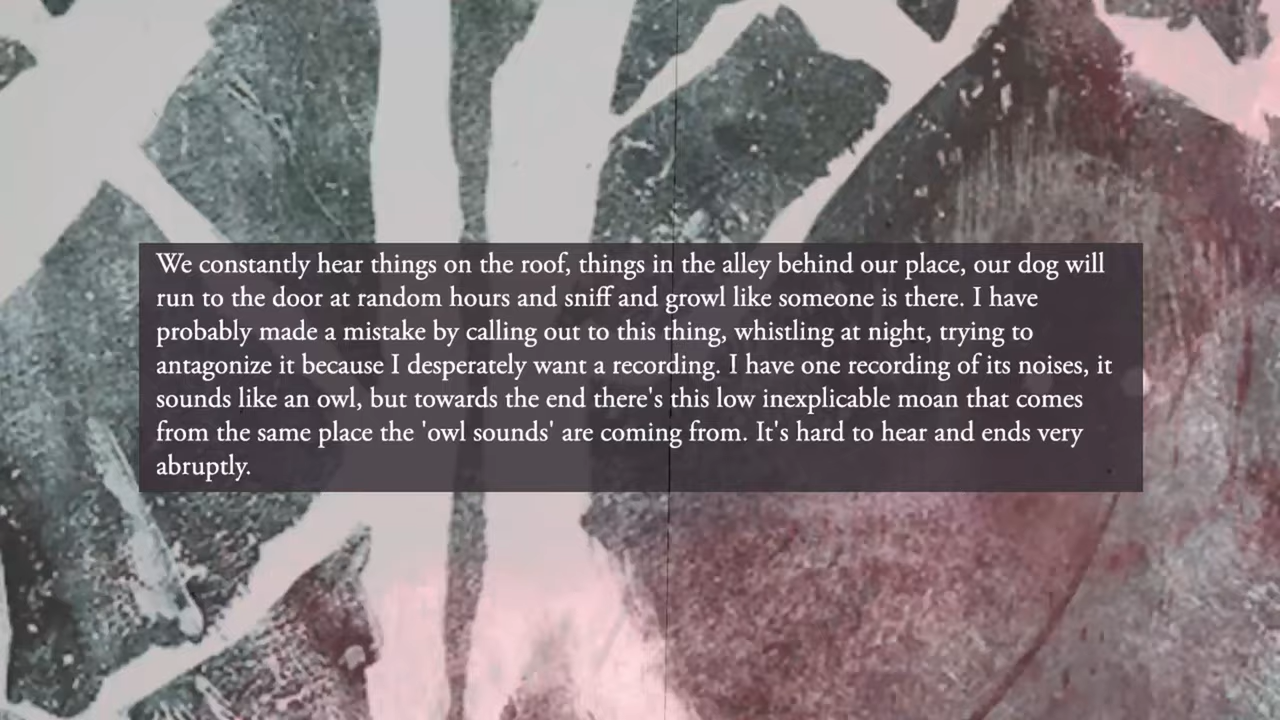 We constantly hear things on the roof, things in the alley behind our place, our dog will
run to the door at random hours and sniff and growl like someone is there. I have
probably made a mistake by calling out to this thing, whistling at night, trying to
antagonize it because I desperately want a recording. I have one recording of its noises, it
sounds like an owl, but towards the end there's this low inexplicable moan that comes
from the same place the 'owl sounds' are coming from. It's hard to hear and ends very
abruptly.